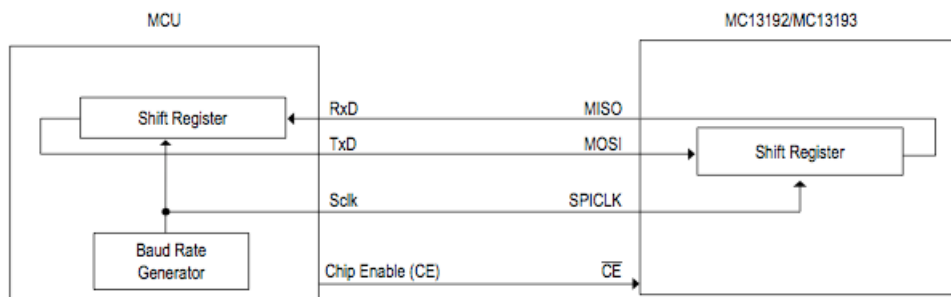 MCU
MC13192/MC13193
Shift Register
RxD
MISO
TxD
MOSI
Shift Register
Sclk
SPICLK
Baud Rate
Generator
Chip Enable (CE)
C̅E̅